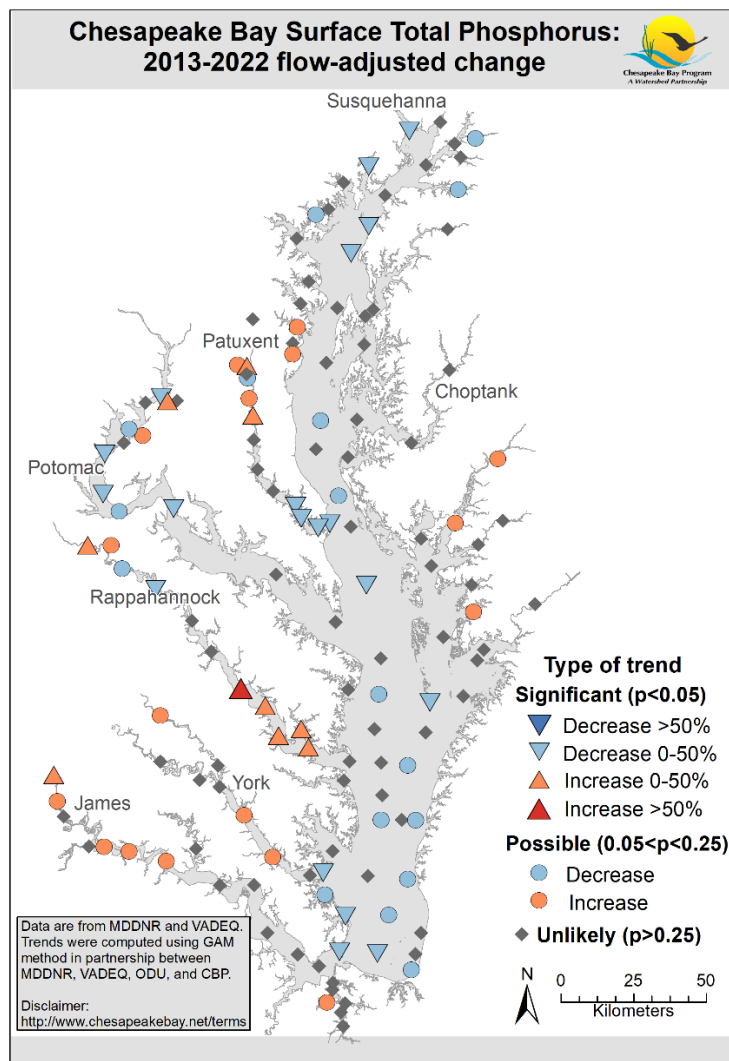 Chesapeake Bay Surface Total Phosphorus:
2013-2022 flow-adjusted change
Chesapeake Bay Program
A Watershed Partnership
Susquehanna
Patuxent
Choptank
Potomac
Rappahannock
York
James
Type of trend
Significant (p<0.05)
Decrease >50%
Decrease 0-50%
Increase 0-50%
Increase >50%
Possible (0.05<p<0.25)
Decrease
Increase
Unlikely (p>0.25)
Data are from MDDNR and VADEQ.
Trends were computed using GAM
method in partnership between
MDDNR, VADEQ, ODU, and CBP.
Disclaimer:
http://www.chesapeakebay.net/terms
N
0 25 50
Kilometers